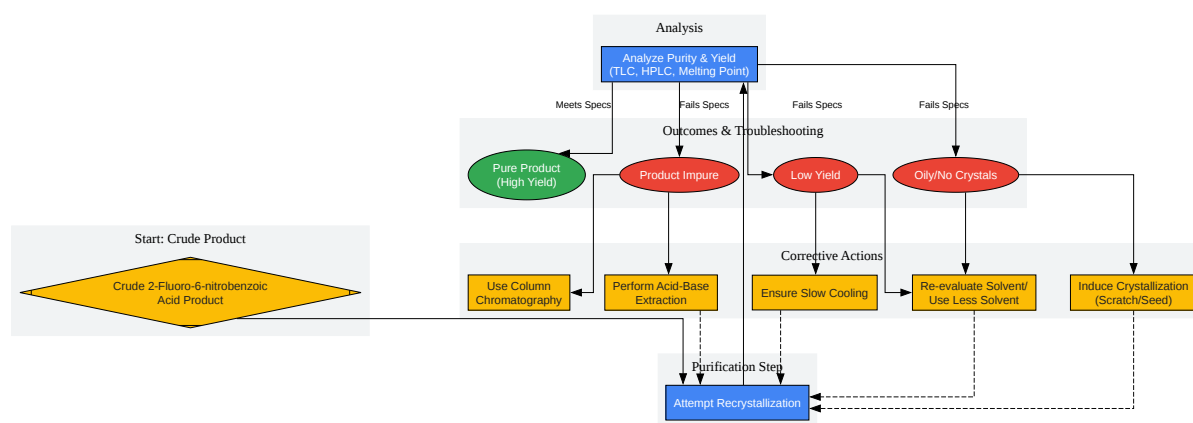 Analysis
Analyze Purity & Yield
(TLC, HPLC, Melting Point)
Meets Specs
Fails Specs
Fails Specs
Fails Specs
Outcomes & Troubleshooting
Pure Product
(High Yield)
Product Impure
Low Yield
Oily/No Crystals
Start: Crude Product
Crude 2-Fluoro-6-nitrobenzoic
Acid Product
Corrective Actions
Use Column
Chromatography
Perform Acid-Base
Extraction
Ensure Slow Cooling
Re-evaluate Solvent/
Use Less Solvent
Induce Crystallization
(Scratch/Seed)
Purification Step
Attempt Recrystallization